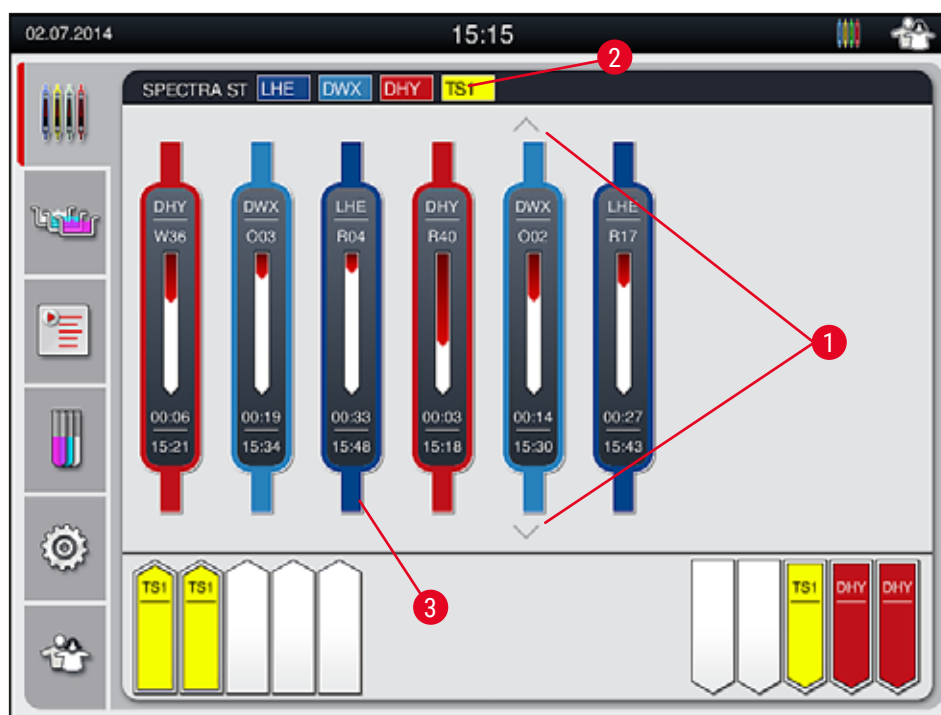 02.07.2014
15:15
2
SPECTRA ST LHE DWX DHY TS1
DHY DWX LHE DHY DWX LHE
W36 O03 R04 R40 O02 R17
1
00:06 00:19 00:33 00:03 00:14 00:27
15:21 15:34 15:48 15:18 15:30 15:43
3
TS1 TS1 TS1 DHY DHY